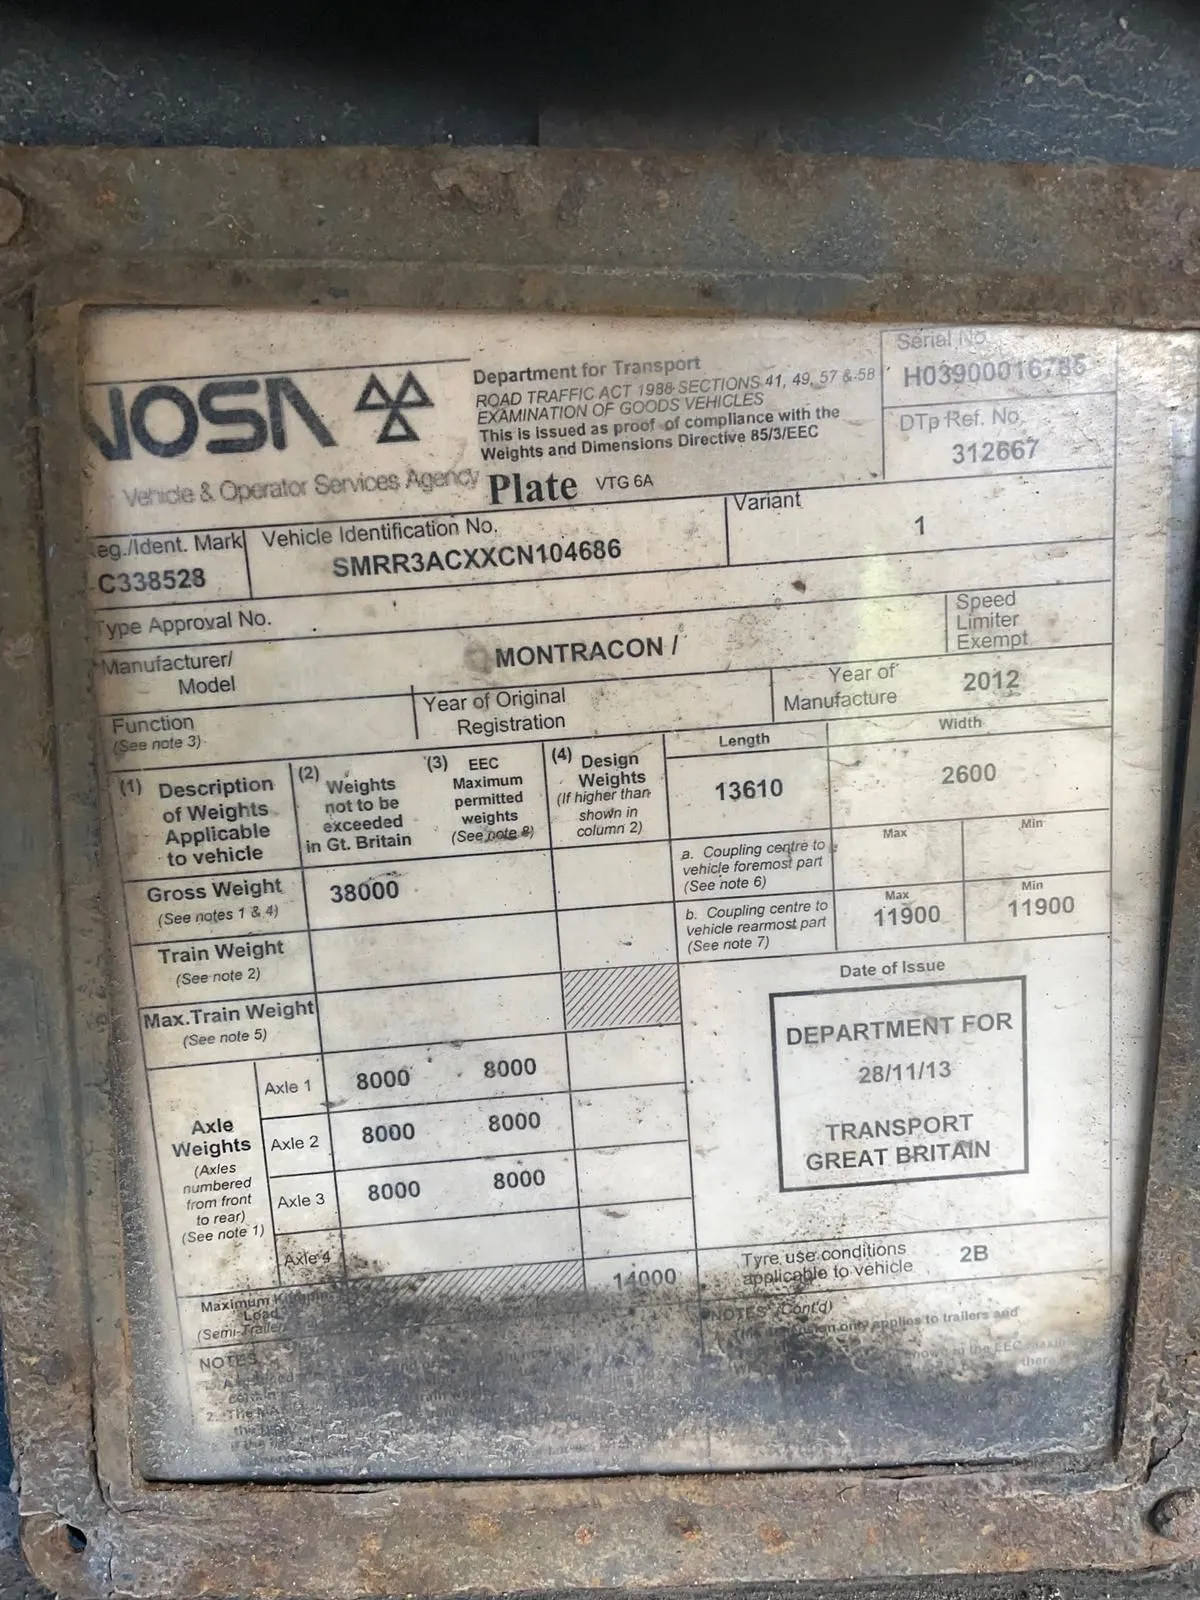 VOSA
Vehicle & Operator Services Agency
Department for Transport
ROAD TRAFFIC ACT 1988 SECTIONS 41, 49, 57 & 58
EXAMINATION OF GOODS VEHICLES
This is issued as proof of compliance with the
Weights and Dimensions Directive 85/3/EEC
Plate VTG 6A
Serial No.
H03900016785
DTp Ref. No.
312667
eg./Ident. Mark
C338528
Vehicle Identification No.
SMRR3ACXXCN104686
Variant
1
Type Approval No.
Manufacturer/
Model
MONTRACON /
Speed
Limiter
Exempt
Function
(See note 3)
Year of Original
Registration
Year of
Manufacture
2012
(1) Description
of Weights
Applicable
to vehicle
(2) Weights
not to be
exceeded
in Gt. Britain
(3) EEC
Maximum
permitted
weights
(See note 8)
(4) Design
Weights
(If higher than
shown in
column 2)
Length
13610
Width
2600
Gross Weight
(See notes 1 & 4)
38000
Train Weight
(See note 2)
Max.Train Weight
(See note 5)
a. Coupling centre to
vehicle foremost part
(See note 6)
Max
Min
b. Coupling centre to
vehicle rearmost part
(See note 7)
Max
11900
Min
11900
Axle
Weights
(Axles
numbered
from front
to rear)
(See note 1)
Axle 1 8000 8000
Axle 2 8000 8000
Axle 3 8000 8000
Axle 4
Date of Issue
DEPARTMENT FOR
28/11/13
TRANSPORT
GREAT BRITAIN
Maximum
Load
(Semi-Trailer)
14000
Tyre use conditions
applicable to vehicle
2B
NOTES
NOTES (Cont'd)
only applies to trailers and